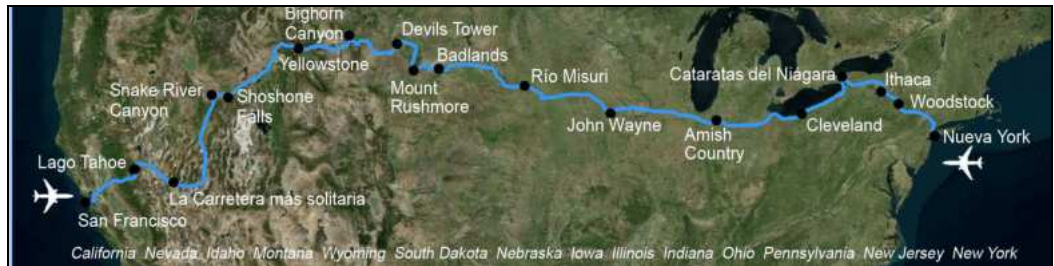 Bighorn
Canyon
Devils Tower
Yellowstone
Badlands
Mount
Rushmore
Río Misuri
Cataratas del Niágara
Ithaca
Woodstock
Snake River
Canyon
Shoshone
Falls
John Wayne
Amish
Country
Cleveland
Nueva York
Lago Tahoe
La Carretera más solitaria
San Francisco
California Nevada Idaho Montana Wyoming South Dakota Nebraska Iowa Illinois Indiana Ohio Pennsylvania New Jersey New York